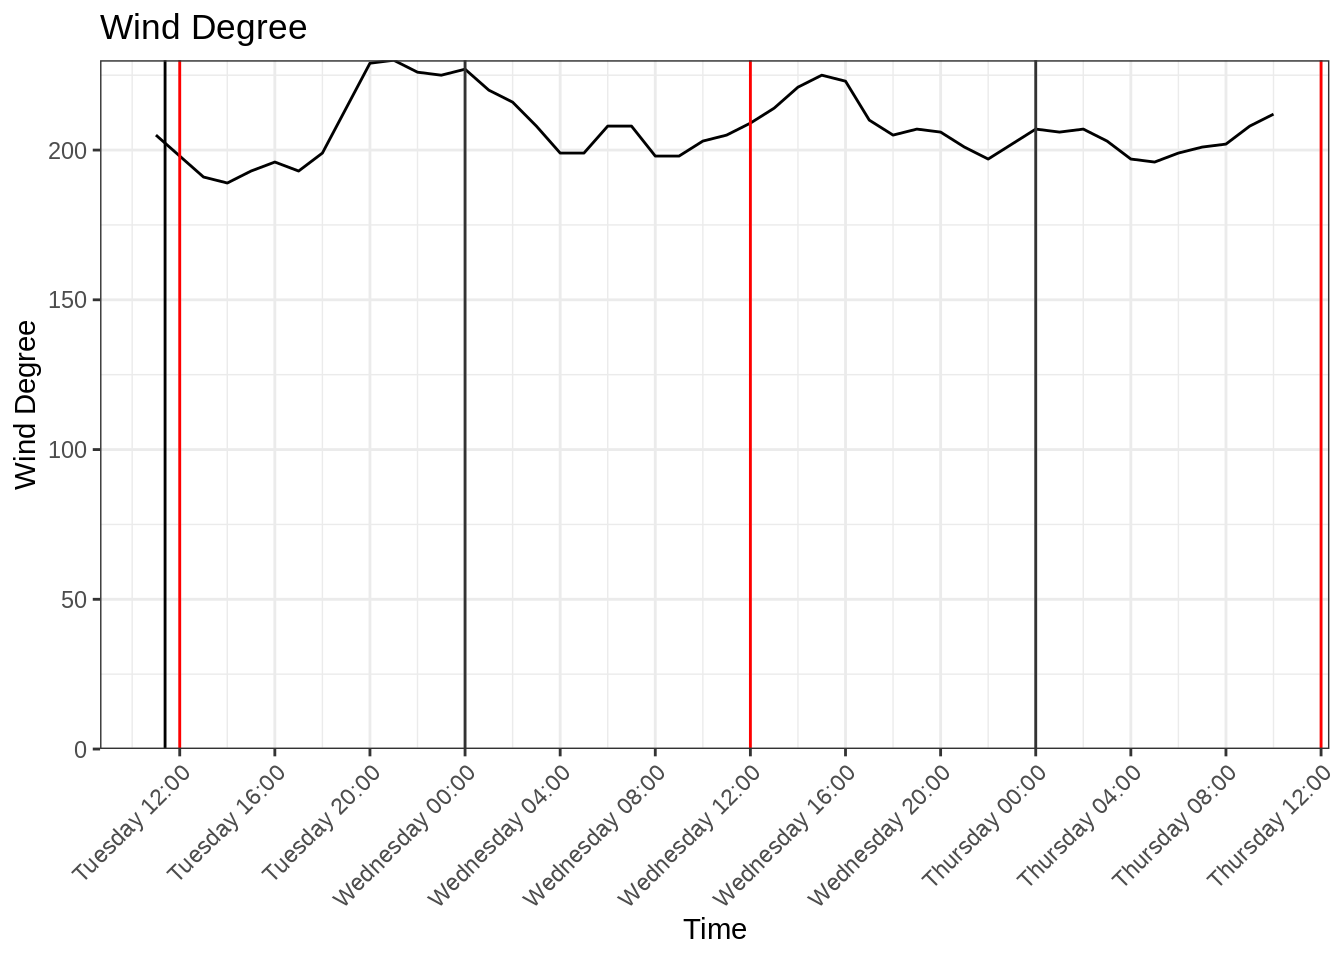 Wind Degree
Wind Degree
200
150
100
50
0
Tuesday 12:00
Tuesday 16:00
Tuesday 20:00
Wednesday 00:00
Wednesday 04:00
Wednesday 08:00
Wednesday 12:00
Wednesday 16:00
Wednesday 20:00
Thursday 00:00
Thursday 04:00
Thursday 08:00
Thursday 12:00
Time